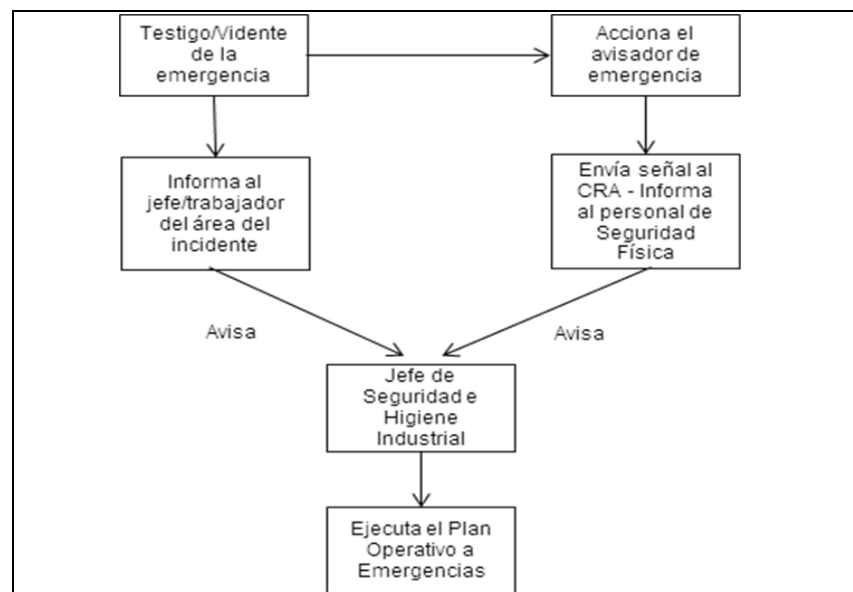 Testigo/Vidente
de la
emergencia
Acciona el
avisador de
emergencia
Informa al
jefe/trabajador
del área del
incidente
Envía señal al
CRA - Informa
al personal de
Seguridad
Física
Avisa
Avisa
Jefe de
Seguridad e
Higiene
Industrial
Ejecuta el Plan
Operativo a
Emergencias